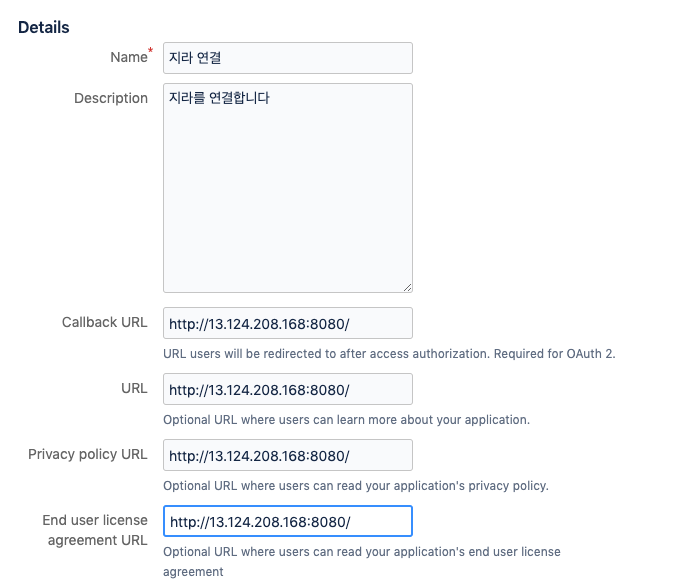 Details
Name*
지라 연결
Description
지라를 연결합니다
Callback URL
http://13.124.208.168:8080/
URL users will be redirected to after access authorization. Required for OAuth 2.
URL
http://13.124.208.168:8080/
Optional URL where users can learn more about your application.
Privacy policy URL
http://13.124.208.168:8080/
Optional URL where users can read your application's privacy policy.
End user license
agreement URL
http://13.124.208.168:8080/
Optional URL where users can read your application's end user license
agreement